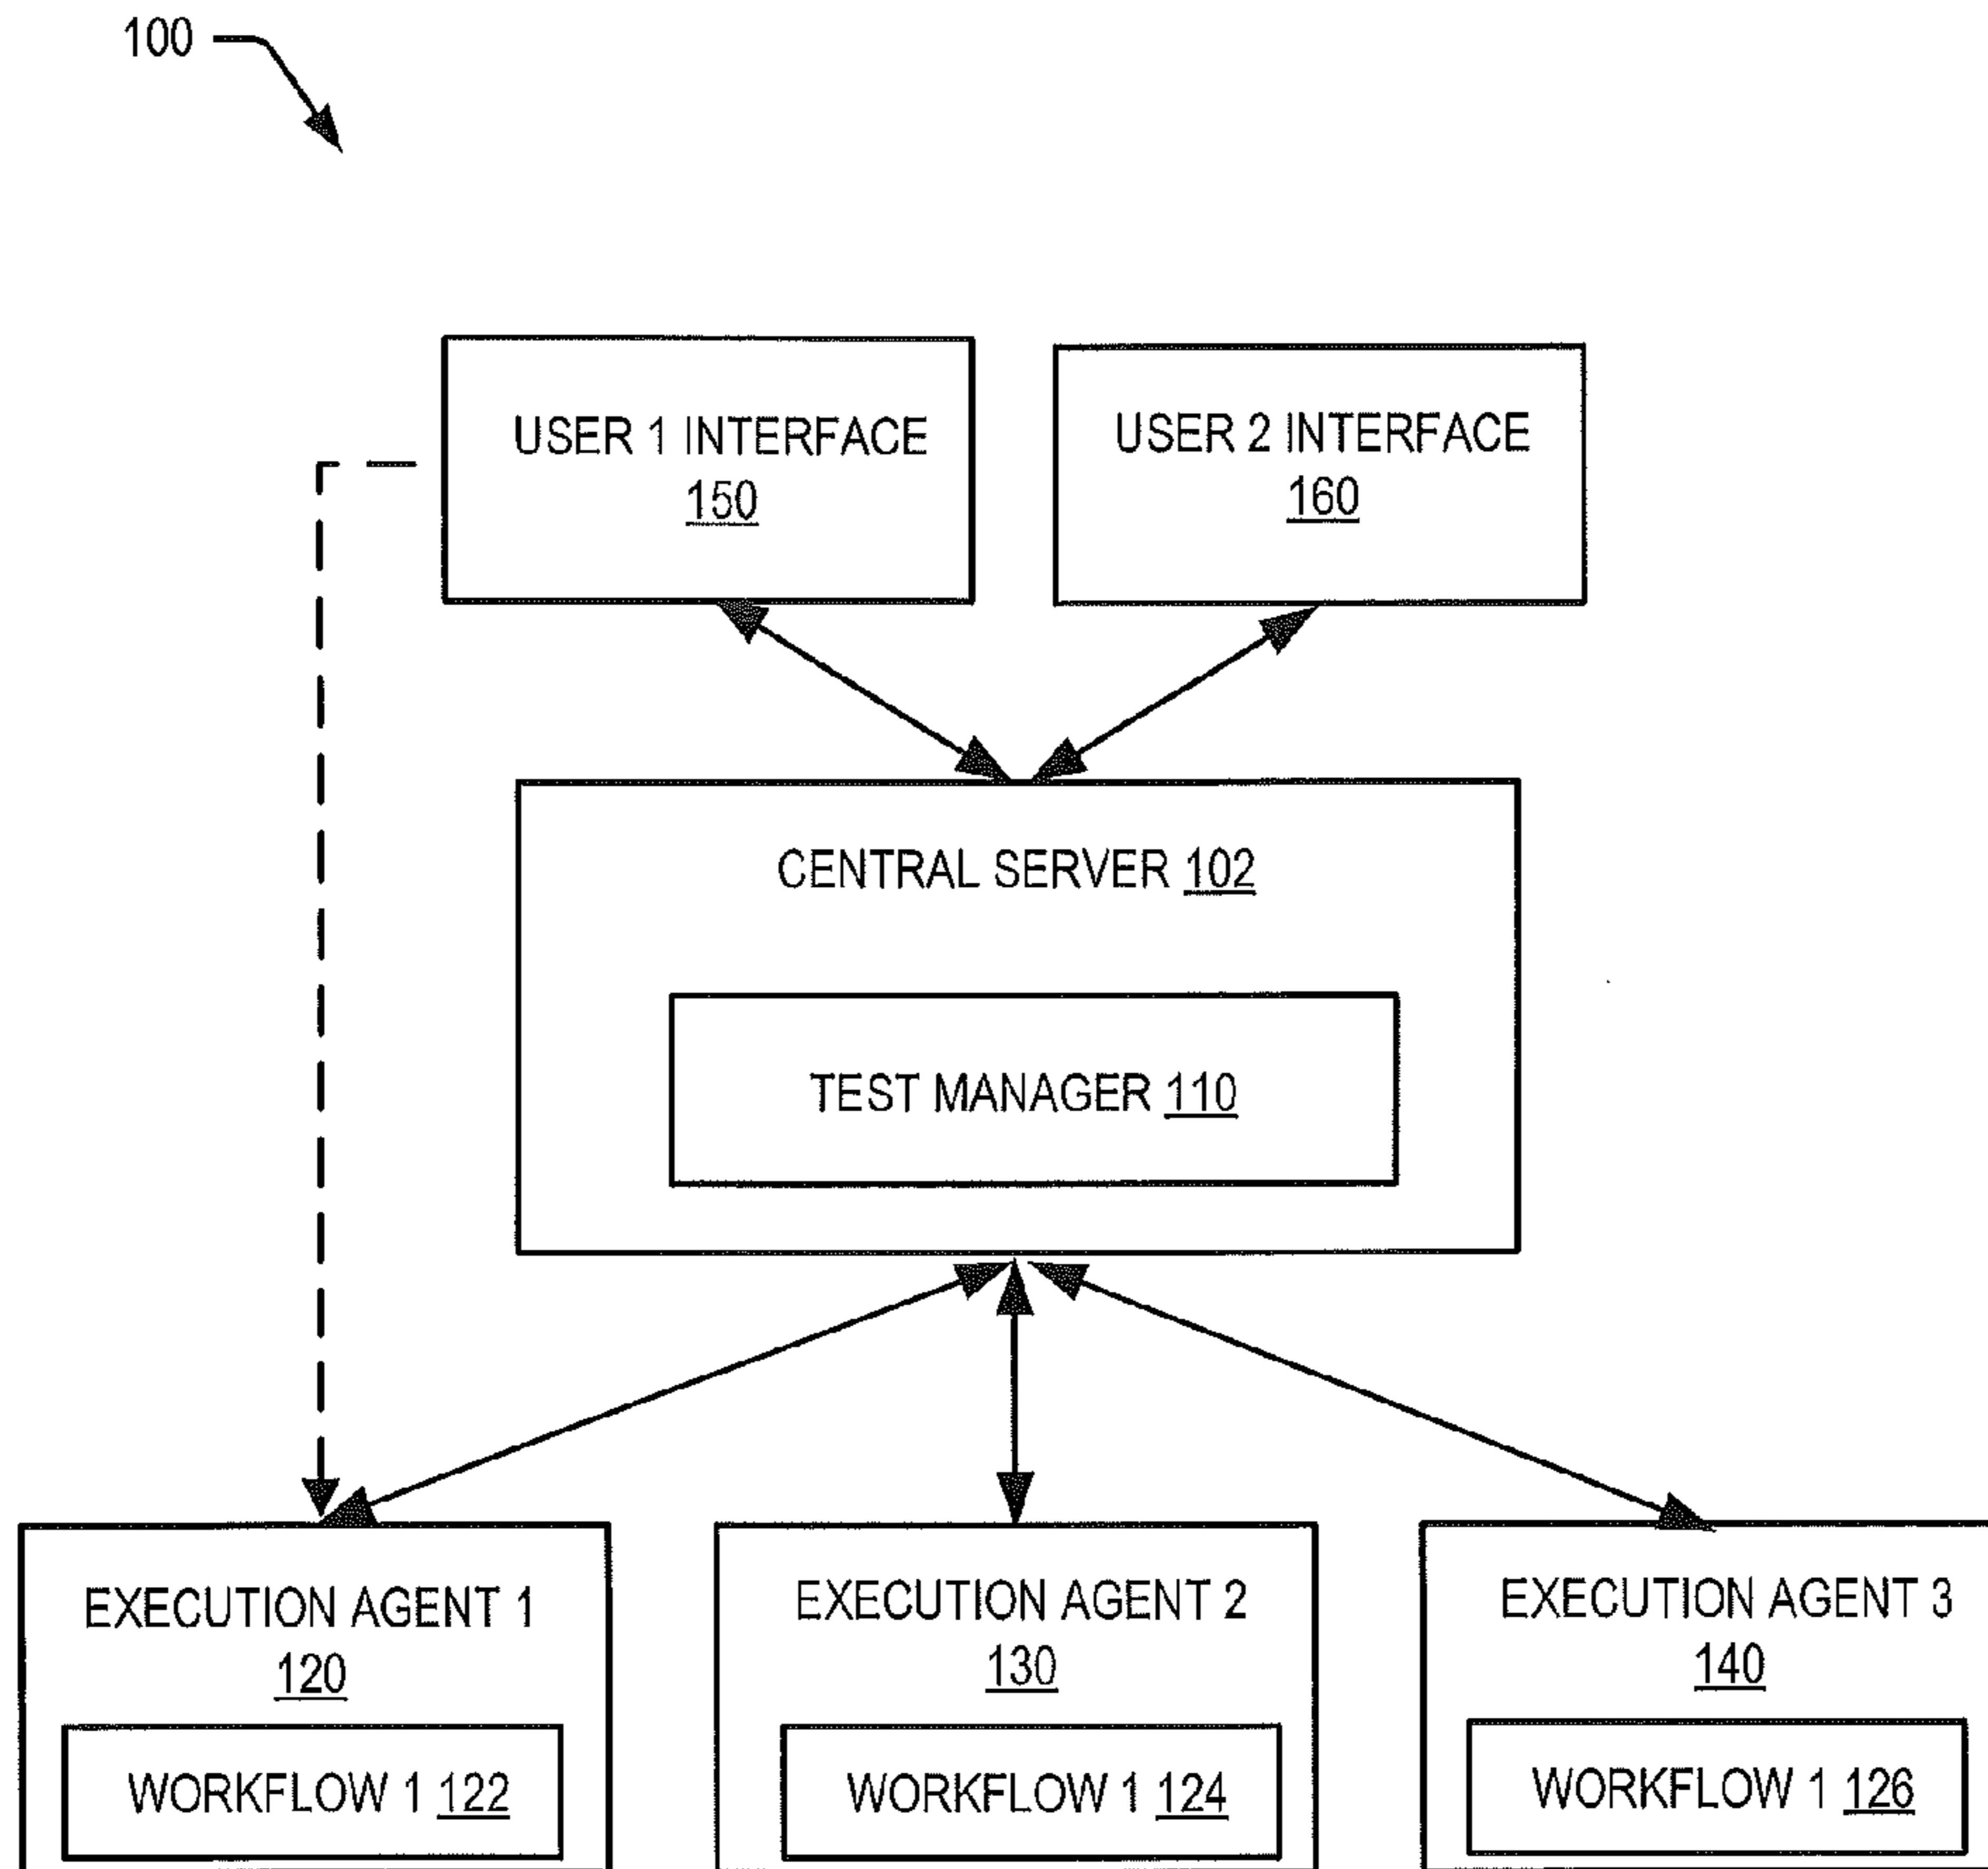 100
USER 1 INTERFACE
150
USER 2 INTERFACE
160
CENTRAL SERVER 102
TEST MANAGER 110
EXECUTION AGENT 1
120
WORKFLOW 1 122
EXECUTION AGENT 2
130
WORKFLOW 1 124
EXECUTION AGENT 3
140
WORKFLOW 1 126